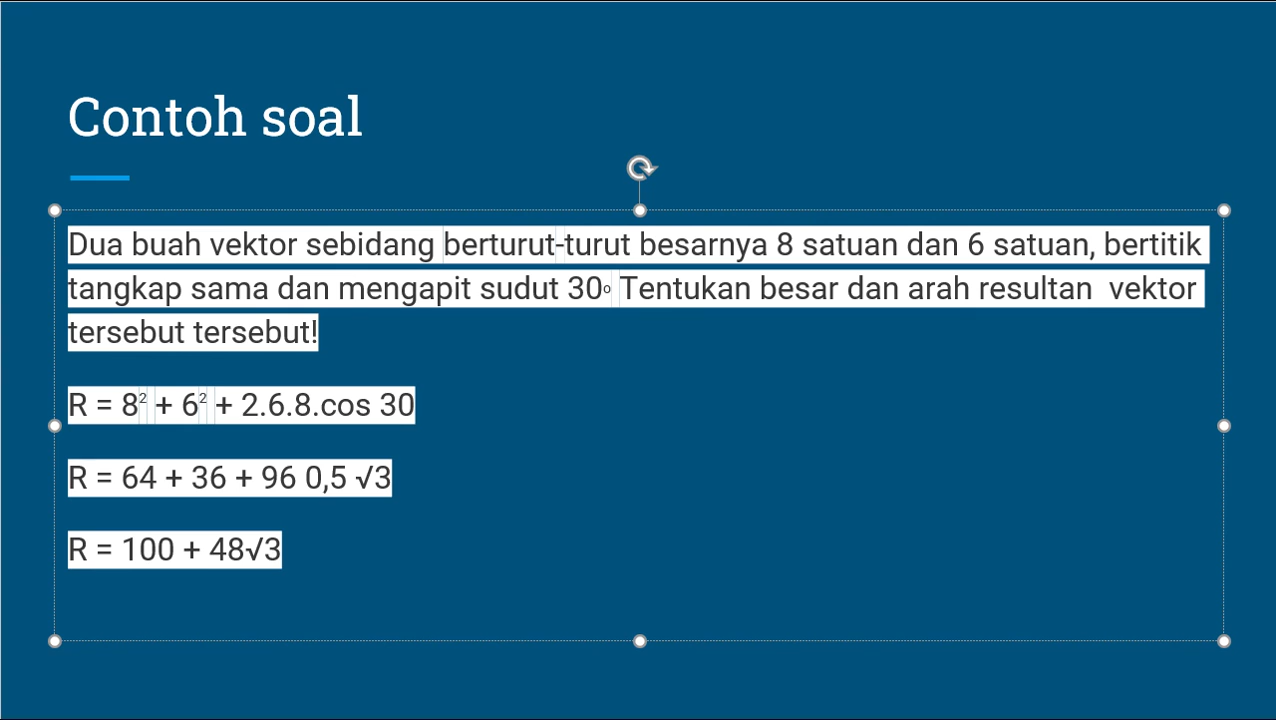 Contoh soal
Dua buah vektor sebidang berturut-turut besarnya 8 satuan dan 6 satuan, bertitik
tangkap sama dan mengapit sudut 30° Tentukan besar dan arah resultan vektor
tersebut tersebut!
R = 8² + 6² + 2.6.8.cos 30
R = 64 + 36 + 96 0,5 √3
R = 100 + 48√3